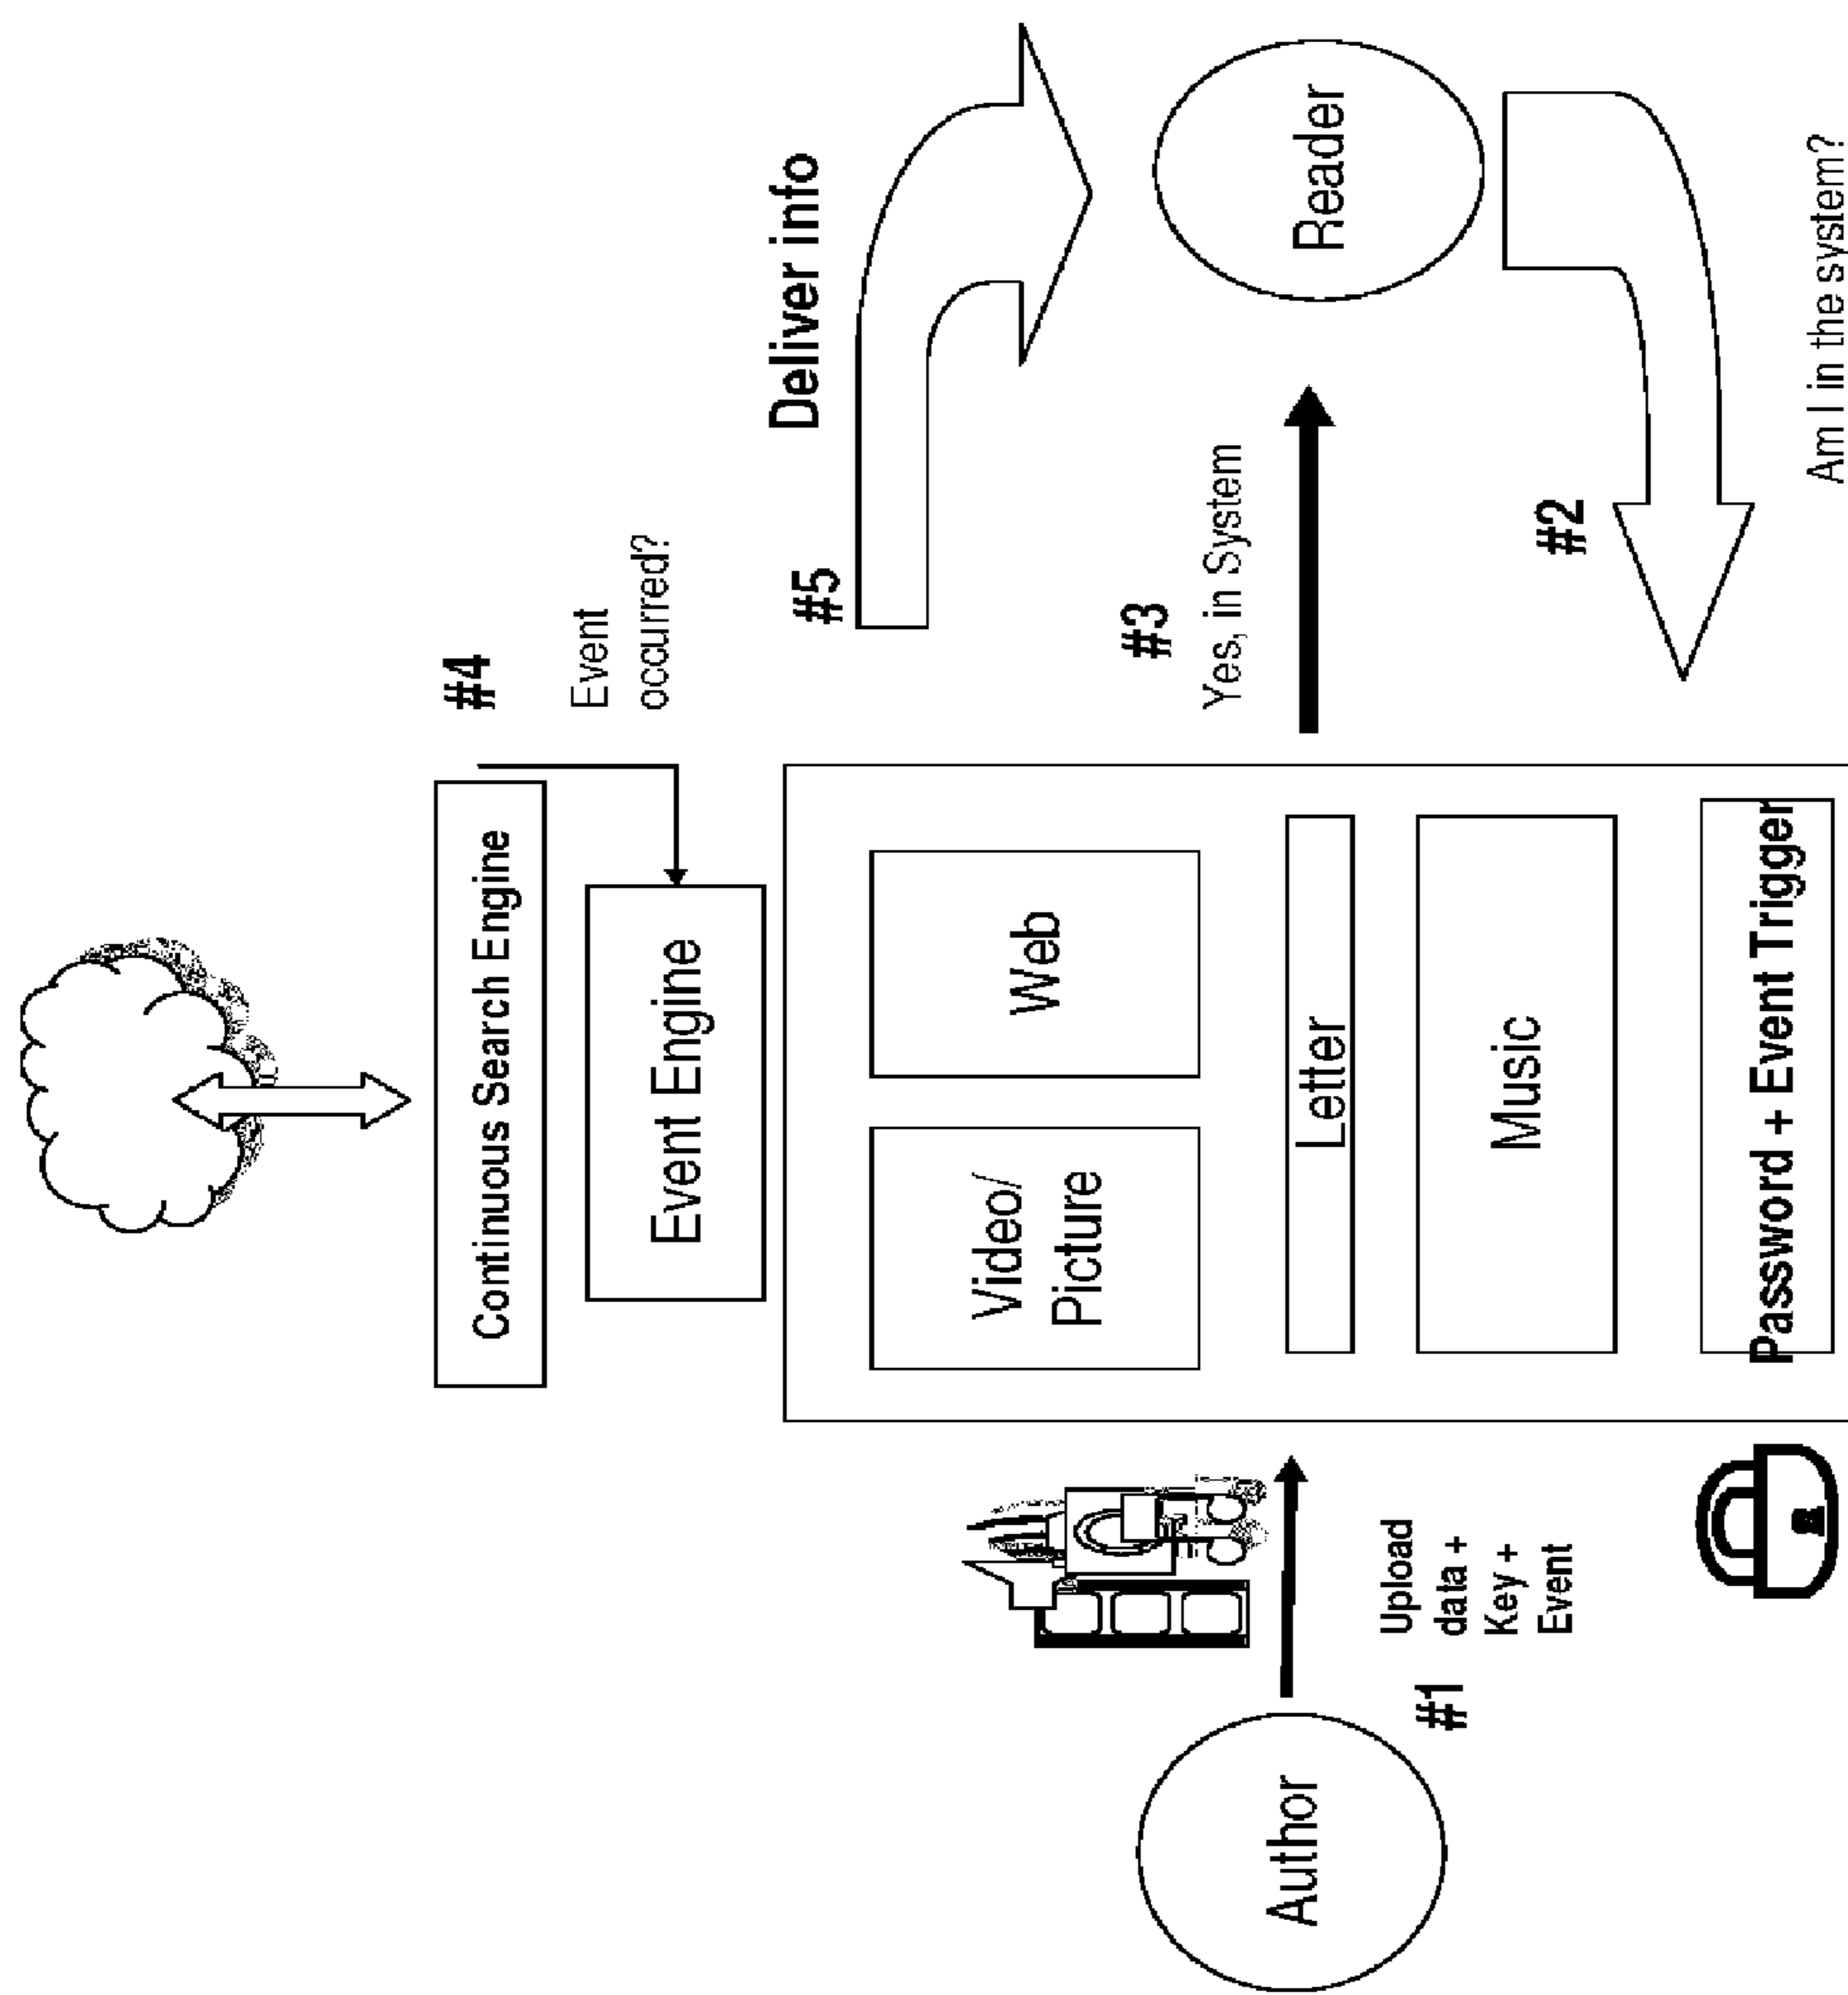 Continuous Search Engine
#4
Event Engine
Event
occurred?
#5
Deliver info
Video/
Picture
Web
#3
Yes, in System
Letter
Music
Author
Reader
#1
Upload
data +
Key +
Event
#2
Password + Event Trigger
Am I in the system?